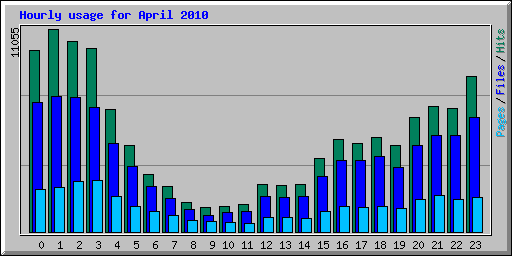 Hourly usage for April 2010
11055
Pages/Files/Hits
0 1 2 3 4 5 6 7 8 9 10 11 12 13 14 15 16 17 18 19 20 21 22 23